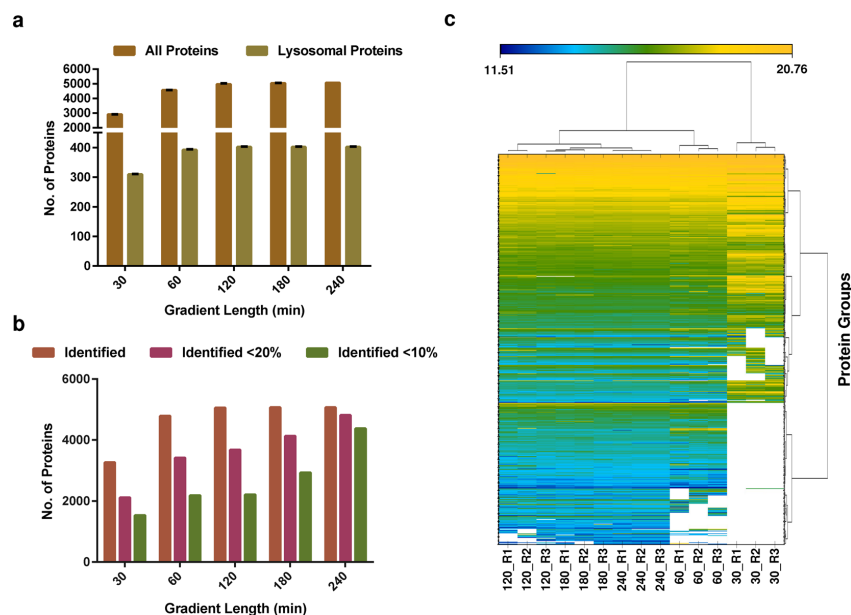 a
All Proteins Lysosomal Proteins
No. of Proteins
6000
5000
4000
3000
2000
400
300
200
100
0
30 60 120 180 240
Gradient Length (min)
b
Identified Identified <20% Identified <10%
No. of Proteins
6000
4000
2000
0
30 60 120 180 240
Gradient Length (min)
c
11.51 20.76
Protein Groups
120_R1 120_R2 120_R3 180_R1 180_R2 180_R3 240_R1 240_R2 240_R3 60_R1 60_R2 60_R3 30_R1 30_R2 30_R3